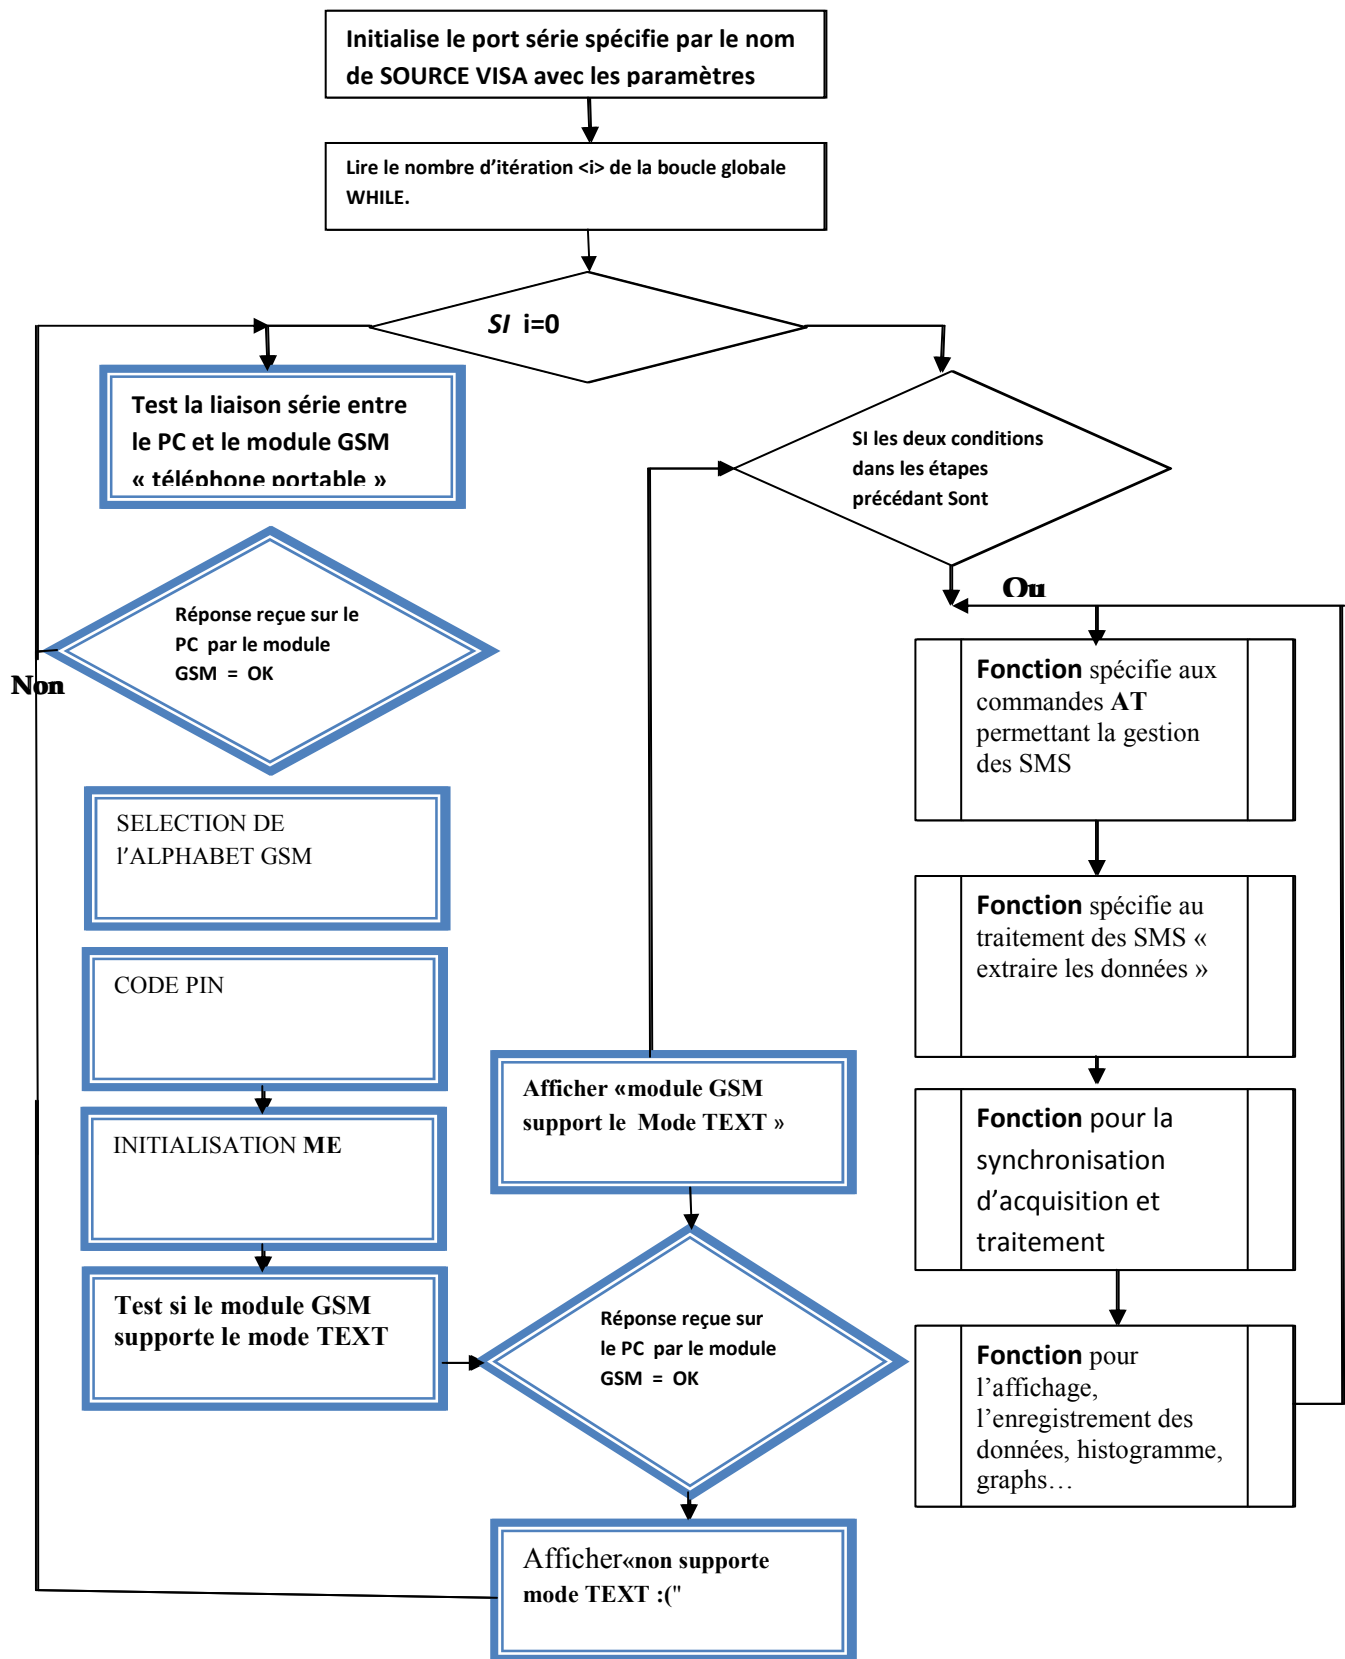 Initialise le port série spécifie par le nom
de SOURCE VISA avec les paramètres
Lire le nombre d'itération <i> de la boucle globale
WHILE.
SI i=0
Test la liaison série entre
le PC et le module GSM
« téléphone portable »
SI les deux conditions
dans les étapes
précédant Sont
Ou
Réponse reçue sur le
PC par le module
GSM = OK
Non
Fonction spécifie aux
commandes AT
permettant la gestion
des SMS
SELECTION DE
l'ALPHABET GSM
Fonction spécifie au
traitement des SMS «
extraire les données »
CODE PIN
Afficher «module GSM
support le Mode TEXT »
INITIALISATION ME
Fonction pour la
synchronisation
d'acquisition et
traitement
Test si le module GSM
supporte le mode TEXT
Réponse reçue sur
le PC par le module
GSM = OK
Fonction pour
l'affichage,
l'enregistrement des
données, histogramme,
graphs…
Afficher«non supporte
mode TEXT :("